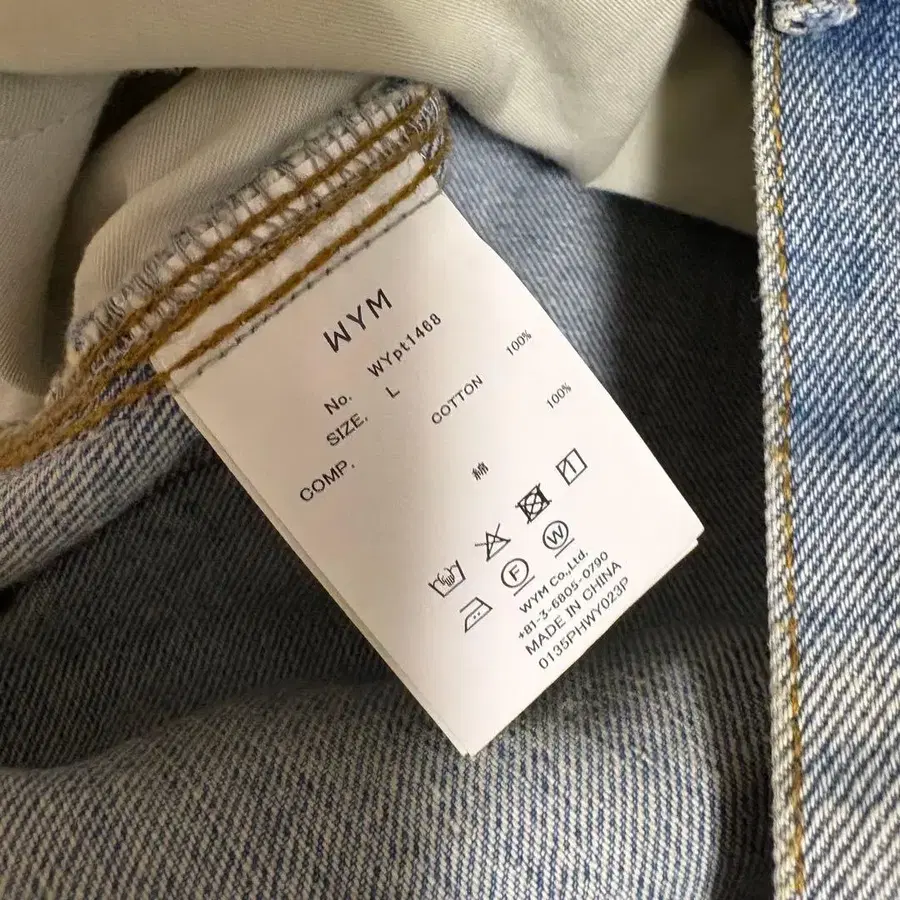 WYM
No. WYpt1468
SIZE. L
COMP. COTTON 100%
綿 100%
F W
WYM Co.,Ltd.
+81-3-6805-0790
MADE IN CHINA
0135PHWY023P